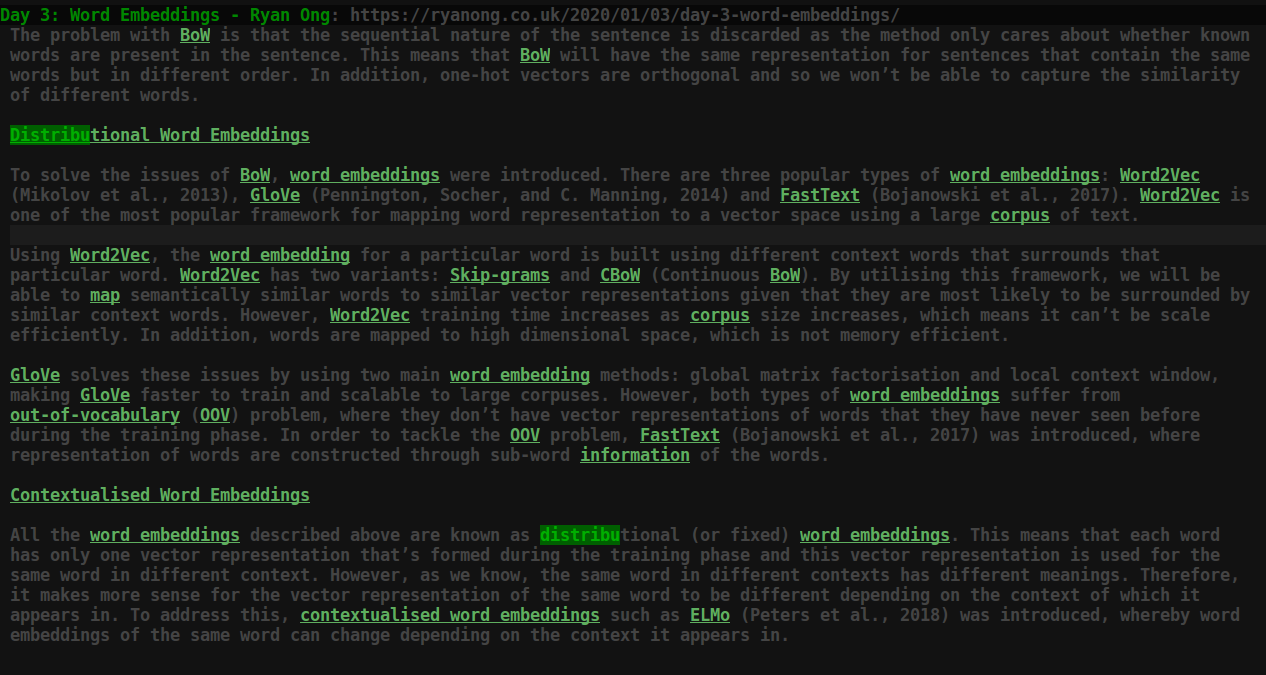 Day 3: Word Embeddings - Ryan Ong: https://ryanong.co.uk/2020/01/03/day-3-word-embeddings/
The problem with BoW is that the sequential nature of the sentence is discarded as the method only cares about whether known
words are present in the sentence. This means that BoW will have the same representation for sentences that contain the same
words but in different order. In addition, one-hot vectors are orthogonal and so we won’t be able to capture the similarity
of different words.
Distributional Word Embeddings
To solve the issues of BoW, word embeddings were introduced. There are three popular types of word embeddings: Word2Vec
(Mikolov et al., 2013), GloVe (Pennington, Socher, and C. Manning, 2014) and FastText (Bojanowski et al., 2017). Word2Vec is
one of the most popular framework for mapping word representation to a vector space using a large corpus of text.
Using Word2Vec, the word embedding for a particular word is built using different context words that surrounds that
particular word. Word2Vec has two variants: Skip-grams and CBoW (Continuous BoW). By utilising this framework, we will be
able to map semantically similar words to similar vector representations given that they are most likely to be surrounded by
similar context words. However, Word2Vec training time increases as corpus size increases, which means it can’t be scale
efficiently. In addition, words are mapped to high dimensional space, which is not memory efficient.
GloVe solves these issues by using two main word embedding methods: global matrix factorisation and local context window,
making GloVe faster to train and scalable to large corpuses. However, both types of word embeddings suffer from
out-of-vocabulary (OOV) problem, where they don’t have vector representations of words that they have never seen before
during the training phase. In order to tackle the OOV problem, FastText (Bojanowski et al., 2017) was introduced, where
representation of words are constructed through sub-word information of the words.
Contextualised Word Embeddings
All the word embeddings described above are known as distributional (or fixed) word embeddings. This means that each word
has only one vector representation that’s formed during the training phase and this vector representation is used for the
same word in different context. However, as we know, the same word in different contexts has different meanings. Therefore,
it makes more sense for the vector representation of the same word to be different depending on the context of which it
appears in. To address this, contextualised word embeddings such as ELMo (Peters et al., 2018) was introduced, whereby word
embeddings of the same word can change depending on the context it appears in.